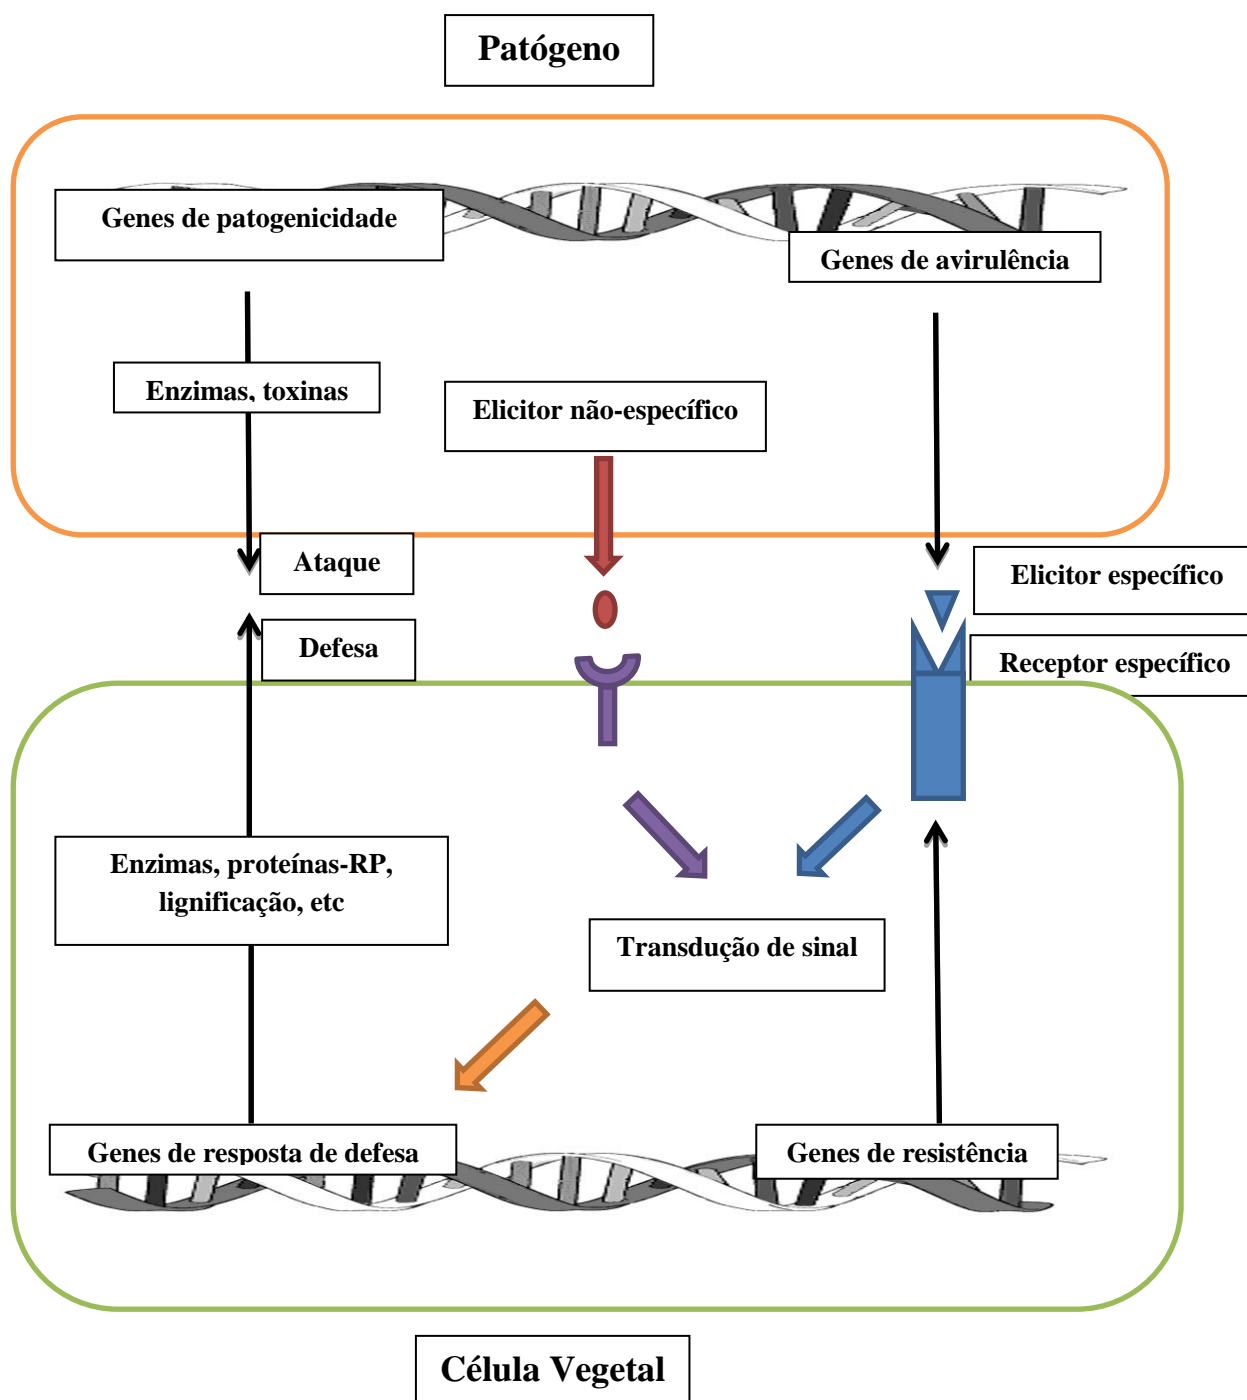 Patógeno
Genes de patogenicidade
Genes de avirulência
Enzimas, toxinas
Elicitor não-específico
Ataque
Elicitor específico
Defesa
Receptor específico
Enzimas, proteínas-RP,
lignificação, etc
Transdução de sinal
Genes de resposta de defesa
Genes de resistência
Célula Vegetal